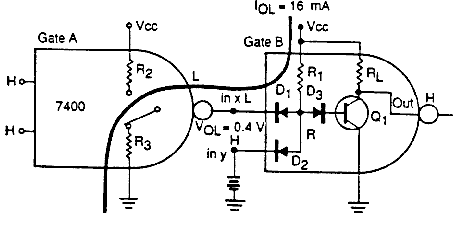 I_OL = 16 mA
Vcc
Vcc
Gate A
Gate B
R2
L
R1
RL
H
7400
in x L
D1
D3
Out
H
H
R3
V_OL = 0.4 V
R
Q1
H
in y
D2